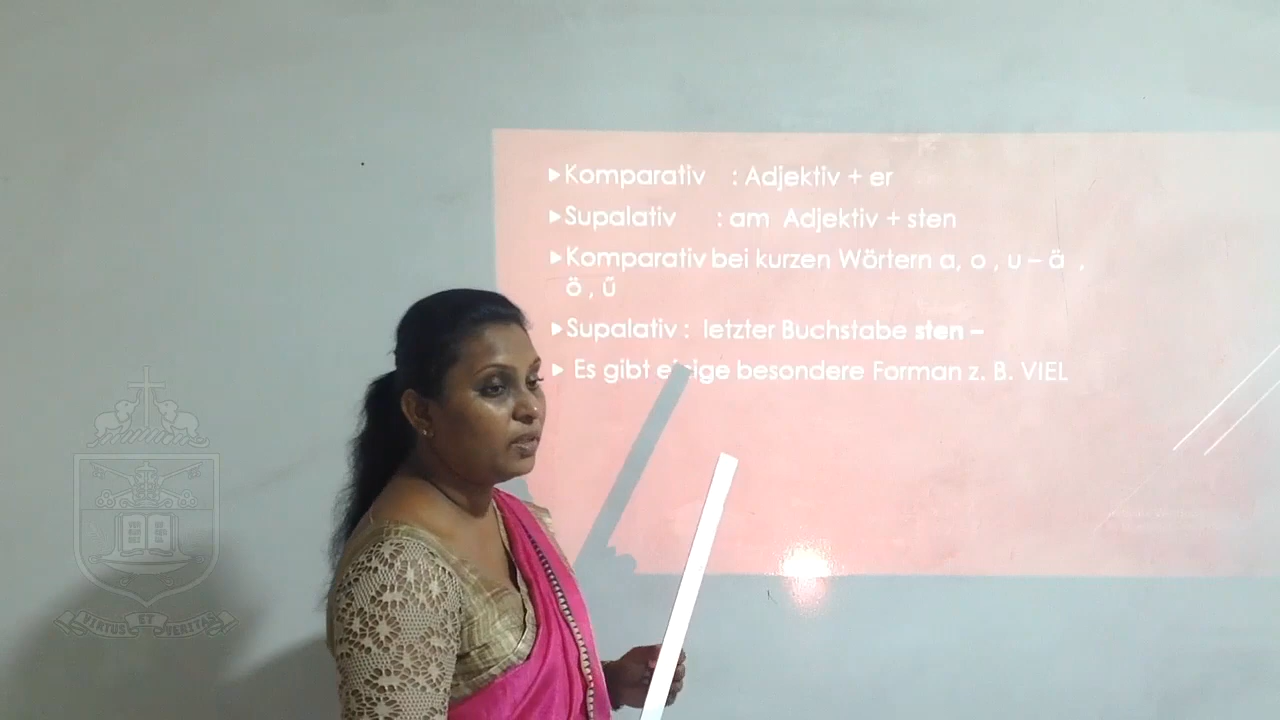 Komparativ : Adjektiv + er
Supalativ : am Adjektiv + sten
Komparativ bei kurzen Wörtern a, o , u – ä ,
ö , ű
Supalativ : letzter Buchstabe sten –
Es gibt einige besondere Forman z. B. VIEL
VIRTUS ET VERITAS